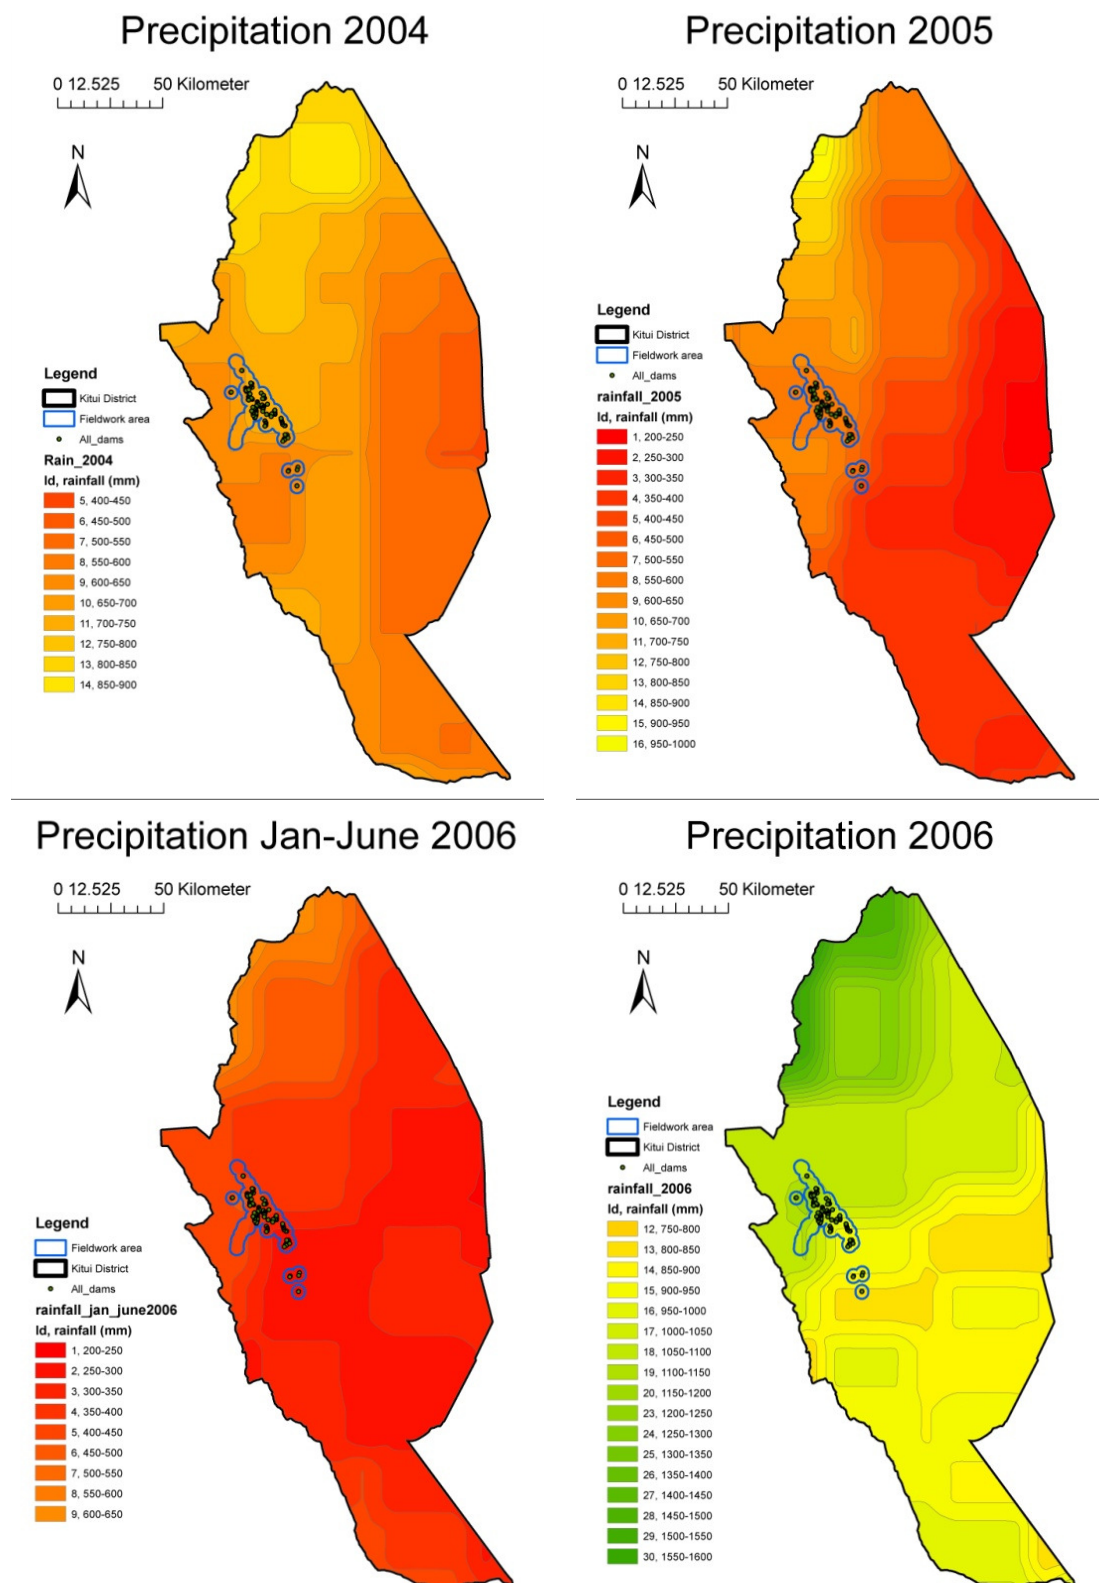 Precipitation 2004
0 12.525 50 Kilometer
N
Legend
Kitui District
Fieldwork area
All_dams
Rain_2004
Id, rainfall (mm)
5, 400-450
6, 450-500
7, 500-550
8, 550-600
9, 600-650
10, 650-700
11, 700-750
12, 750-800
13, 800-850
14, 850-900
Precipitation 2005
0 12.525 50 Kilometer
N
Legend
Kitui District
Fieldwork area
All_dams
rainfall_2005
Id, rainfall (mm)
1, 200-250
2, 250-300
3, 300-350
4, 350-400
5, 400-450
6, 450-500
7, 500-550
8, 550-600
9, 600-650
10, 650-700
11, 700-750
12, 750-800
13, 800-850
14, 850-900
15, 900-950
16, 950-1000
Precipitation Jan-June 2006
0 12.525 50 Kilometer
N
Legend
Fieldwork area
Kitui District
All_dams
rainfall_jan_june2006
Id, rainfall (mm)
1, 200-250
2, 250-300
3, 300-350
4, 350-400
5, 400-450
6, 450-500
7, 500-550
8, 550-600
9, 600-650
Precipitation 2006
0 12.525 50 Kilometer
N
Legend
Fieldwork area
Kitui District
All_dams
rainfall_2006
Id, rainfall (mm)
12, 750-800
13, 800-850
14, 850-900
15, 900-950
16, 950-1000
17, 1000-1050
18, 1050-1100
19, 1100-1150
20, 1150-1200
23, 1200-1250
24, 1250-1300
25, 1300-1350
26, 1350-1400
27, 1400-1450
28, 1450-1500
29, 1500-1550
30, 1550-1600